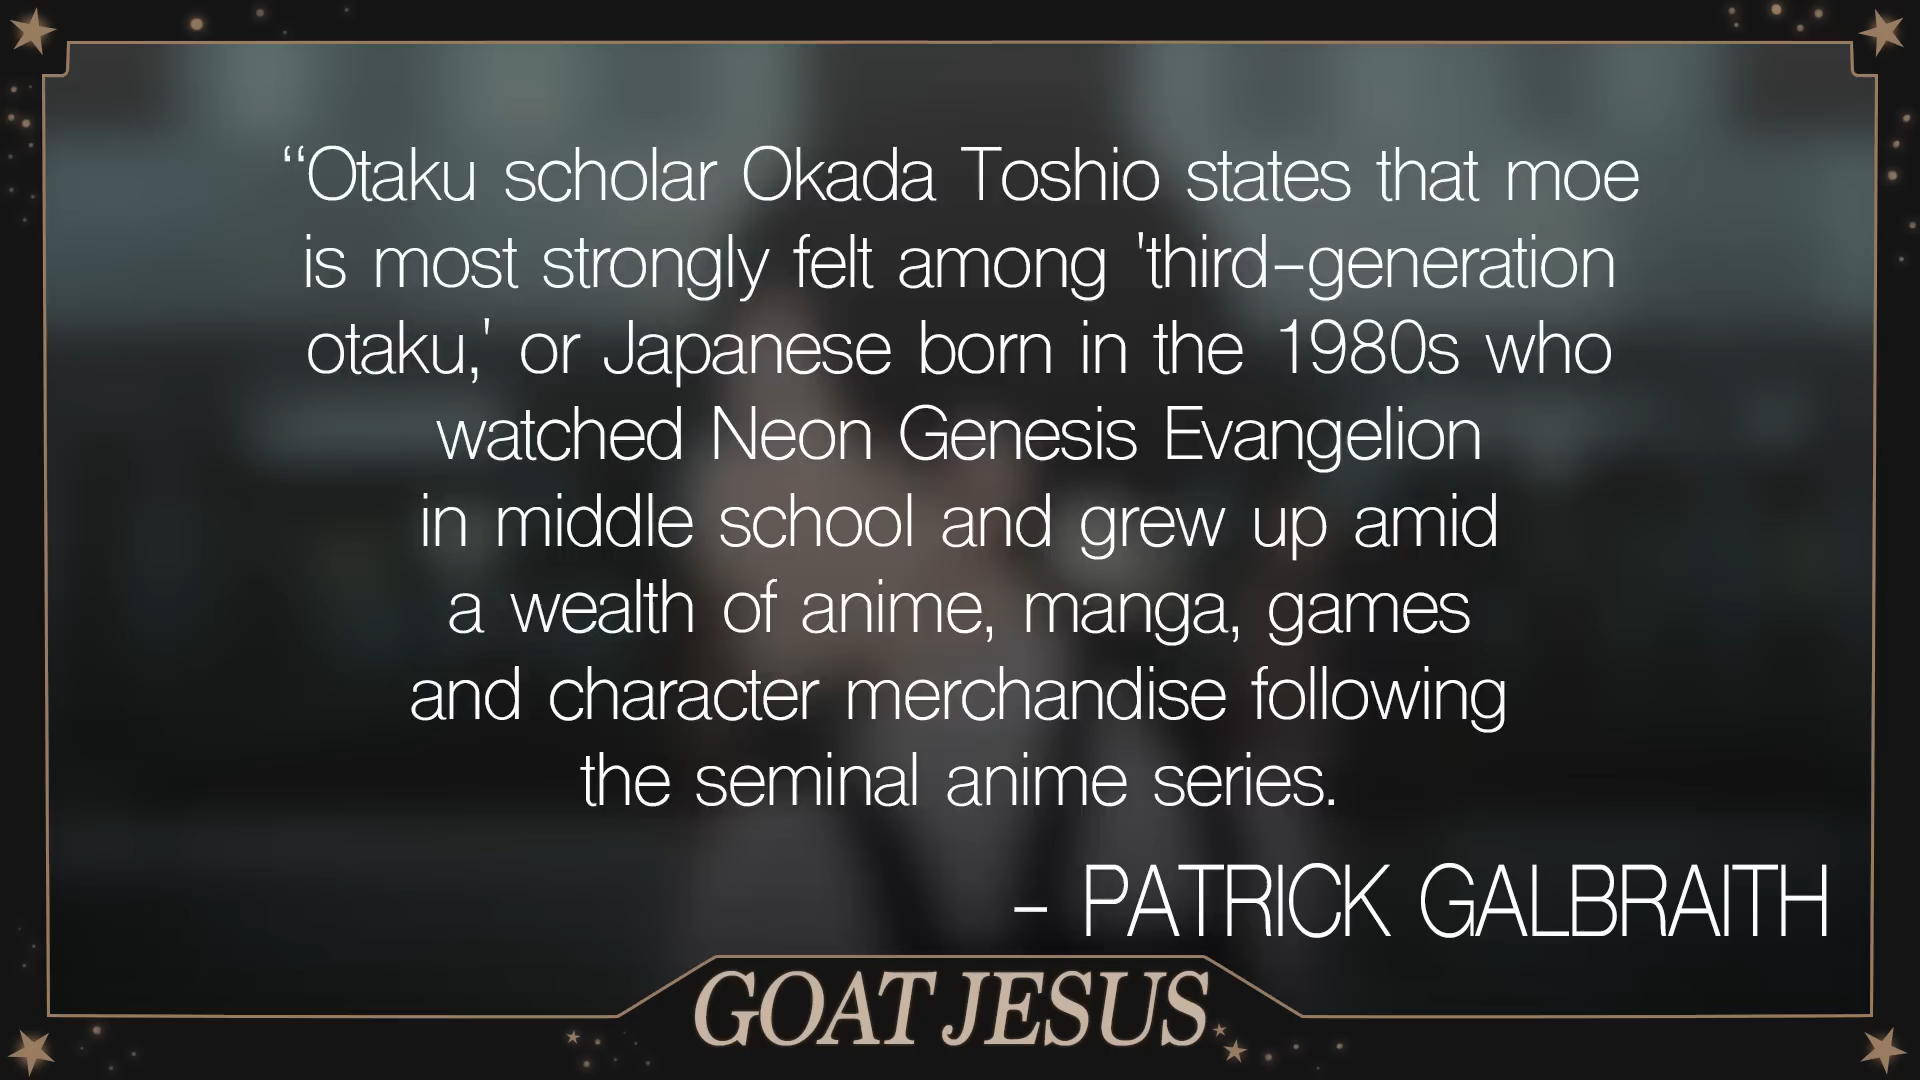 “Otaku scholar Okada Toshio states that moe
is most strongly felt among 'third-generation
otaku,' or Japanese born in the 1980s who
watched Neon Genesis Evangelion
in middle school and grew up amid
a wealth of anime, manga, games
and character merchandise following
the seminal anime series.
- PATRICK GALBRAITH
GOAT JESUS